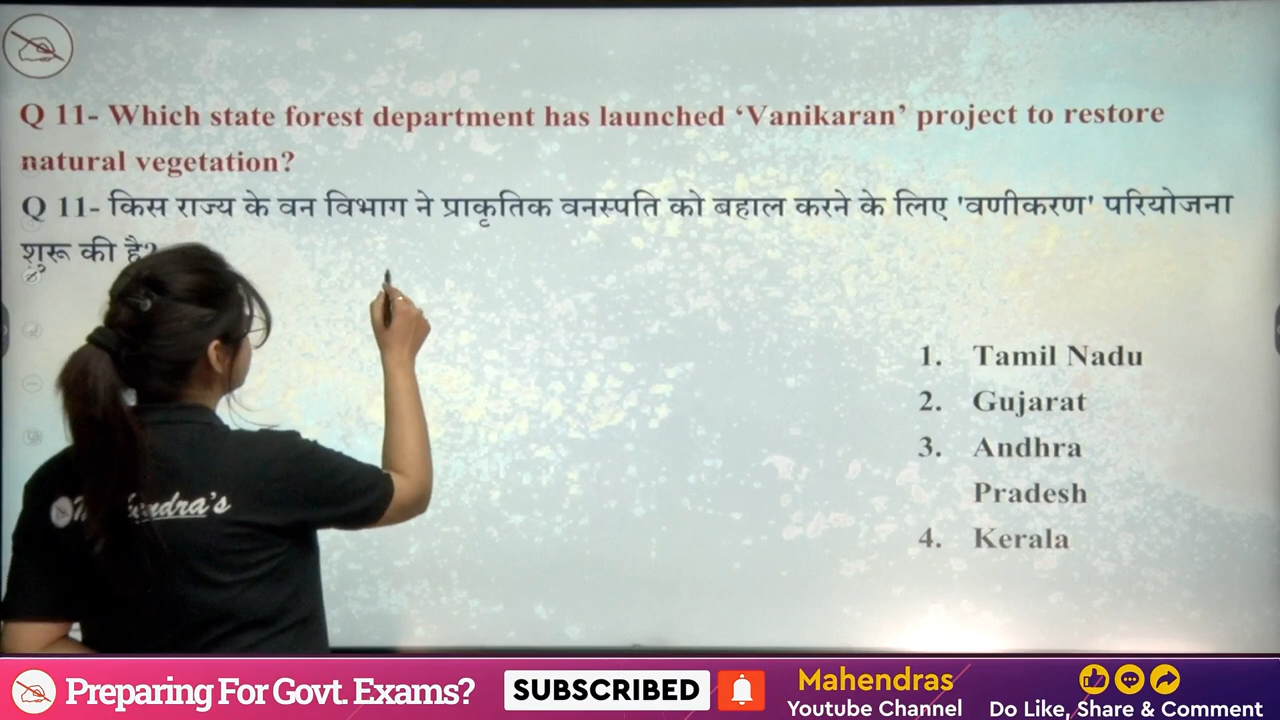 Q 11- Which state forest department has launched ‘Vanikaran’ project to restore
natural vegetation?
Q 11- किस राज्य के वन विभाग ने प्राकृतिक वनस्पति को बहाल करने के लिए 'वणीकरण' परियोजना
शुरू की है?
1. Tamil Nadu
2. Gujarat
3. Andhra
Pradesh
4. Kerala
Preparing For Govt. Exams?
SUBSCRIBED
Mahendras
Youtube Channel
Do Like, Share & Comment